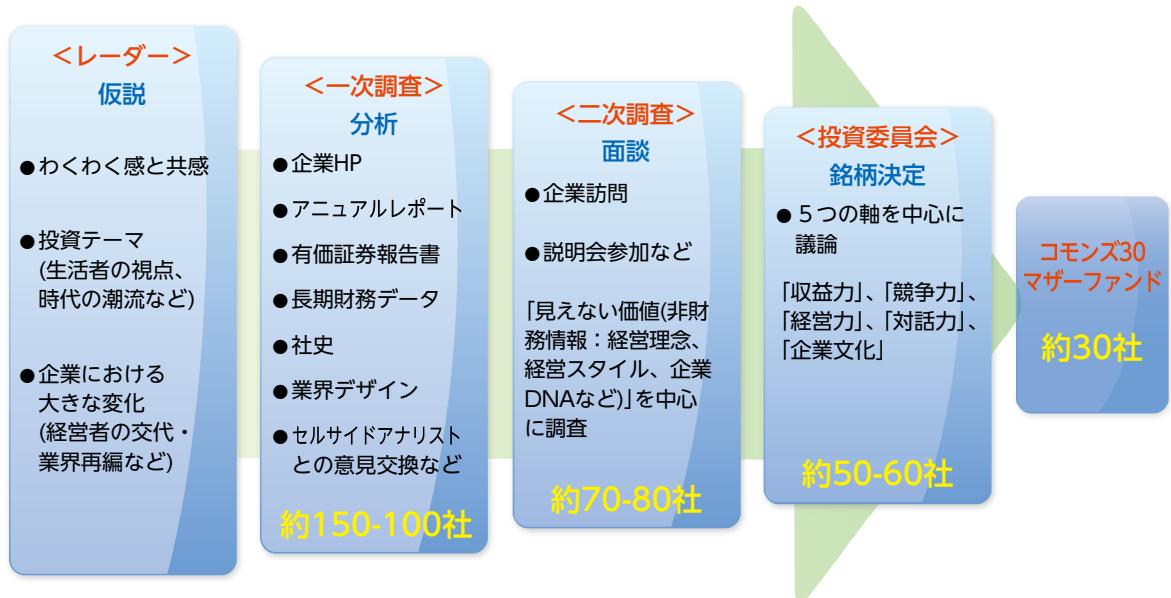 ＜レーダー＞
仮説
●わくわく感と共感
●投資テーマ
(生活者の視点、
時代の潮流など)
●企業における
大きな変化
(経営者の交代・
業界再編など)
＜一次調査＞
分析
●企業HP
●アニュアルレポート
●有価証券報告書
●長期財務データ
●社史
●業界デザイン
●セルサイドアナリスト
との意見交換など
約150-100社
＜二次調査＞
面談
●企業訪問
●説明会参加など
「見えない価値(非財
務情報：経営理念、
経営スタイル、企業
DNAなど)」を中心
に調査
約70-80社
＜投資委員会＞
銘柄決定
●５つの軸を中心に
議論
「収益力」、「競争力」、
「経営力」、「対話力」、
「企業文化」
約50-60社
コモンズ30
マザーファンド
約30社